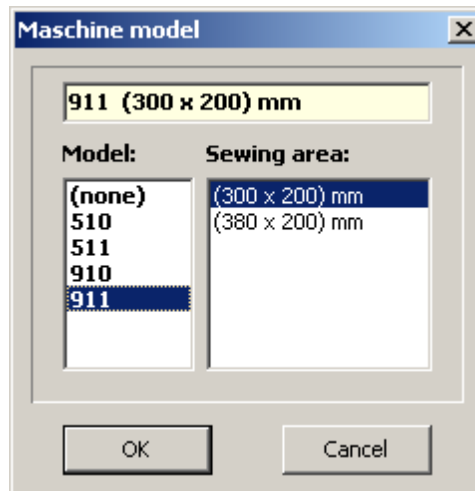 Maschine model
911 (300 x 200) mm
Model:
Sewing area:
(none)
510
511
910
911
(300 x 200) mm
(380 x 200) mm
OK
Cancel